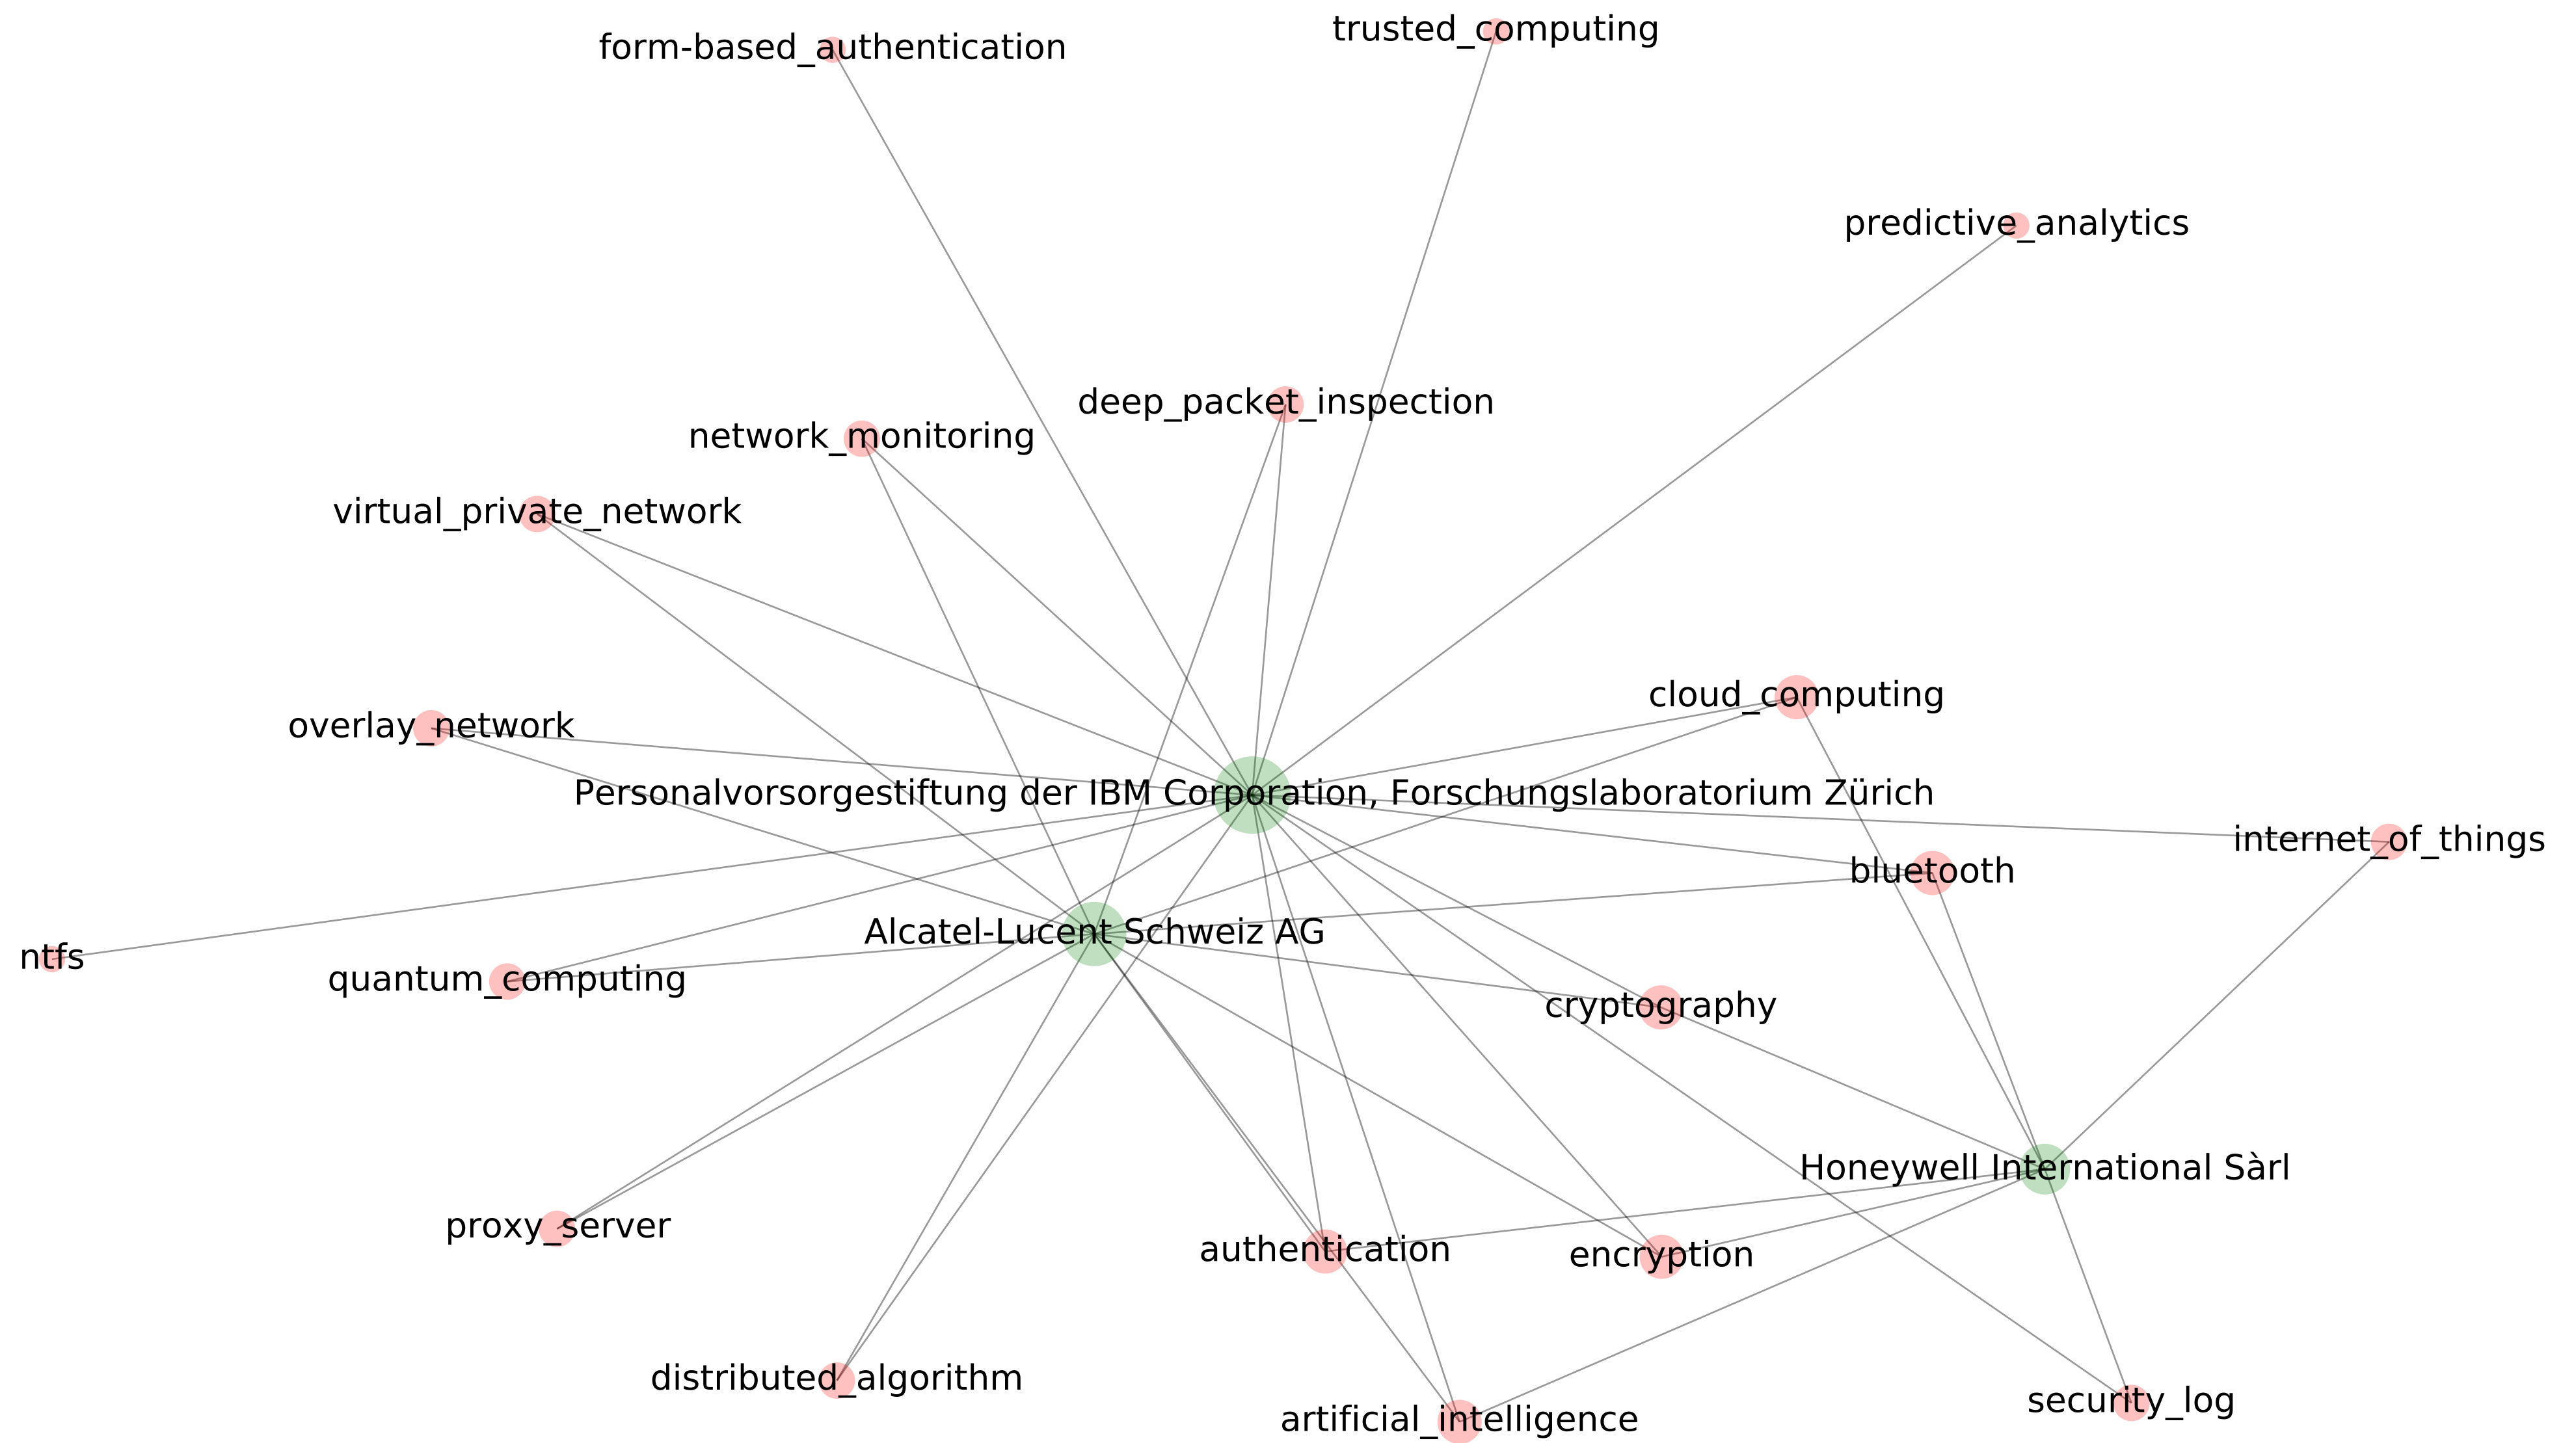 trusted_computing
form-based_authentication
predictive_analytics
deep_packet_inspection
network_monitoring
virtual_private_network
cloud_computing
overlay_network
Personalvorsorgestiftung der IBM Corporation, Forschungslaboratorium Zürich
internet_of_things
bluetooth
Alcatel-Lucent Schweiz AG
ntfs
quantum_computing
cryptography
Honeywell International Sàrl
proxy_server
authentication
encryption
distributed_algorithm
security_log
artificial_intelligence